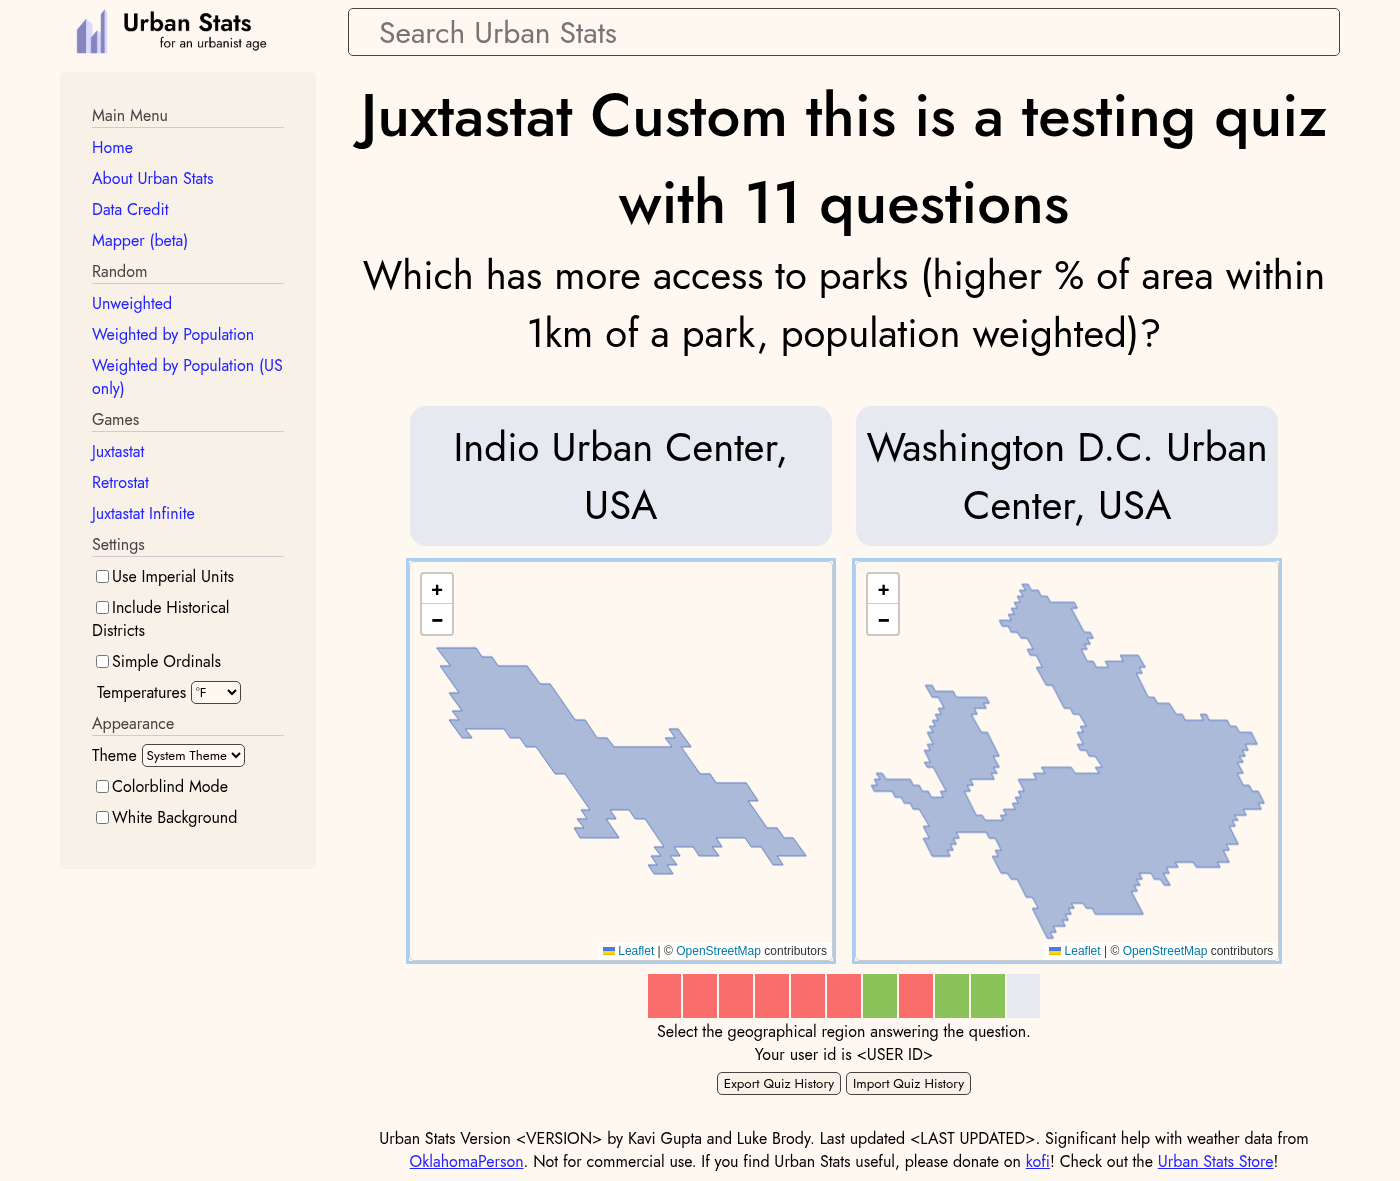 Urban Stats
for an urbanist age
Search Urban Stats
Main Menu
Home
About Urban Stats
Data Credit
Mapper (beta)
Random
Unweighted
Weighted by Population
Weighted by Population (US
only)
Games
Juxtastat
Retrostat
Juxtastat Infinite
Settings
Use Imperial Units
Include Historical
Districts
Simple Ordinals
Temperatures °F
Appearance
Theme System Theme
Colorblind Mode
White Background
Juxtastat Custom this is a testing quiz
with 11 questions
Which has more access to parks (higher % of area within
1km of a park, population weighted)?
Indio Urban Center,
USA
+
−
Leaflet | © OpenStreetMap contributors
Washington D.C. Urban
Center, USA
+
−
Leaflet | © OpenStreetMap contributors
Select the geographical region answering the question.
Your user id is <USER ID>
Export Quiz History Import Quiz History
Urban Stats Version <VERSION> by Kavi Gupta and Luke Brody. Last updated <LAST UPDATED>. Significant help with weather data from
OklahomaPerson. Not for commercial use. If you find Urban Stats useful, please donate on kofi! Check out the Urban Stats Store!